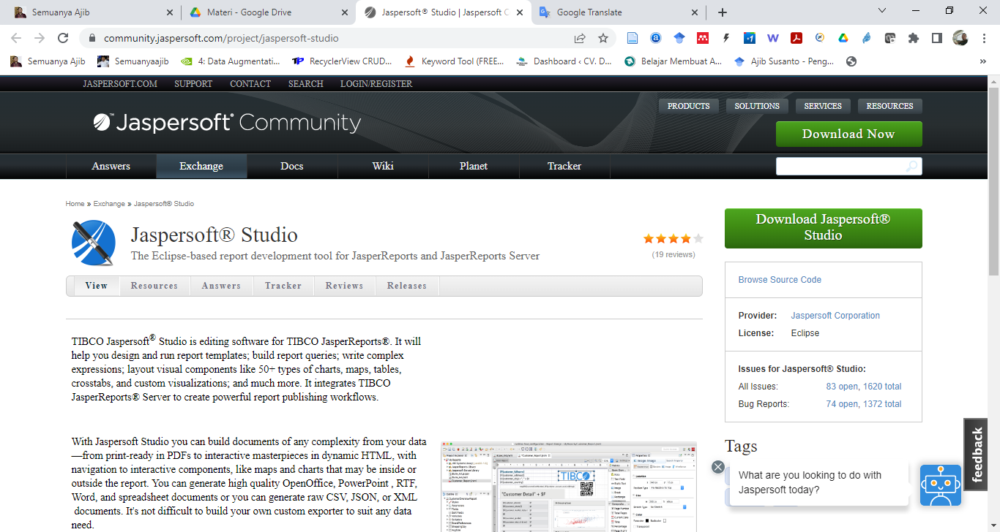 Semuanya Ajib
Materi - Google Drive
Jaspersoft® Studio | Jaspersoft C
Google Translate
community.jaspersoft.com/project/jaspersoft-studio
Semuanya Ajib
Semuanyaajib
4: Data Augmentati...
RecyclerView CRUD...
Keyword Tool (FREE...
Dashboard ‹ CV. D...
Belajar Membuat A...
Ajib Susanto - Peng...
»
JASPERSOFT.COM SUPPORT CONTACT SEARCH LOGIN/REGISTER
PRODUCTS SOLUTIONS SERVICES RESOURCES
Jaspersoft® Community
Download Now
Answers Exchange Docs Wiki Planet Tracker
Home » Exchange » Jaspersoft® Studio
Jaspersoft® Studio
The Eclipse-based report development tool for JasperReports and JasperReports Server
(19 reviews)
View Resources Answers Tracker Reviews Releases
TIBCO Jaspersoft® Studio is editing software for TIBCO JasperReports®. It will
help you design and run report templates; build report queries; write complex
expressions; layout visual components like 50+ types of charts, maps, tables,
crosstabs, and custom visualizations; and much more. It integrates TIBCO
JasperReports® Server to create powerful report publishing workflows.
With Jaspersoft Studio you can build documents of any complexity from your data
—from print-ready in PDFs to interactive masterpieces in dynamic HTML, with
navigation to interactive components, like maps and charts that may be inside or
outside the report. You can generate high quality OpenOffice, PowerPoint , RTF,
Word, and spreadsheet documents or you can generate raw CSV, JSON, or XML
documents. It's not difficult to build your own custom exporter to suit any data
need.
TIBCO
"Customer Detail" + $F
Download Jaspersoft®
Studio
Browse Source Code
Provider: Jaspersoft Corporation
License: Eclipse
Issues for Jaspersoft® Studio:
All Issues: 83 open, 1620 total
Bug Reports: 74 open, 1372 total
Tags
What are you looking to do with
Jaspersoft today?
feedback